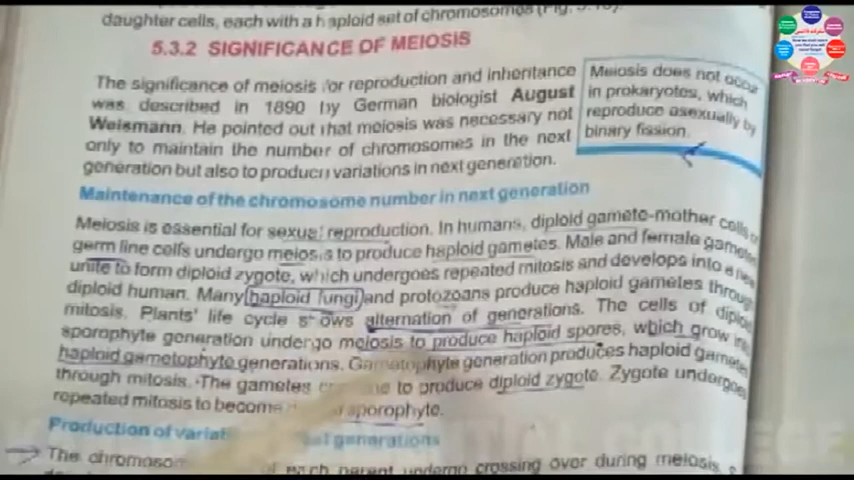 daughter cells, each with a haploid set of chromosomes (Fig. 5.10).
5.3.2 SIGNIFICANCE OF MEIOSIS
The significance of meiosis for reproduction and inheritance
was described in 1890 by German biologist August
Weismann. He pointed out that meiosis was necessary not
only to maintain the number of chromosomes in the next
generation but also to produce variations in next generation.
Meiosis does not occur
in prokaryotes, which
reproduce asexually by
binary fission.
Maintenance of the chromosome number in next generation
Meiosis is essential for sexual reproduction. In humans, diploid gamete-mother cells or
germ line cells undergo meiosis to produce haploid gametes. Male and female gametes
unite to form diploid zygote, which undergoes repeated mitosis and develops into a new
diploid human. Many haploid fungi and protozoans produce haploid gametes through
mitosis. Plants' life cycle shows alternation of generations. The cells of diploid
sporophyte generation undergo meiosis to produce haploid spores, which grow into
haploid gametophyte generations. Gametophyte generation produces haploid gametes
through mitosis. The gametes combine to produce diploid zygote. Zygote undergoes
repeated mitosis to become sporophyte.
Production of generations
The of each parent undergo crossing over during meiosis.